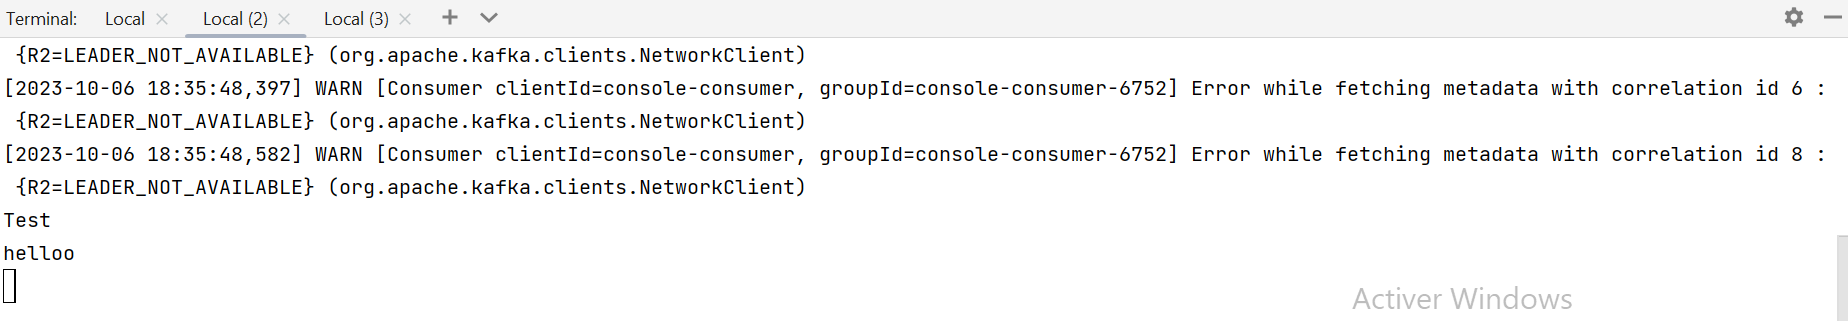 Terminal: Local Local (2) Local (3)
{R2=LEADER_NOT_AVAILABLE} (org.apache.kafka.clients.NetworkClient)
[2023-10-06 18:35:48,397] WARN [Consumer clientId=console-consumer, groupId=console-consumer-6752] Error while fetching metadata with correlation id 6 :
{R2=LEADER_NOT_AVAILABLE} (org.apache.kafka.clients.NetworkClient)
[2023-10-06 18:35:48,582] WARN [Consumer clientId=console-consumer, groupId=console-consumer-6752] Error while fetching metadata with correlation id 8 :
{R2=LEADER_NOT_AVAILABLE} (org.apache.kafka.clients.NetworkClient)
Test
helloo
Activer Windows